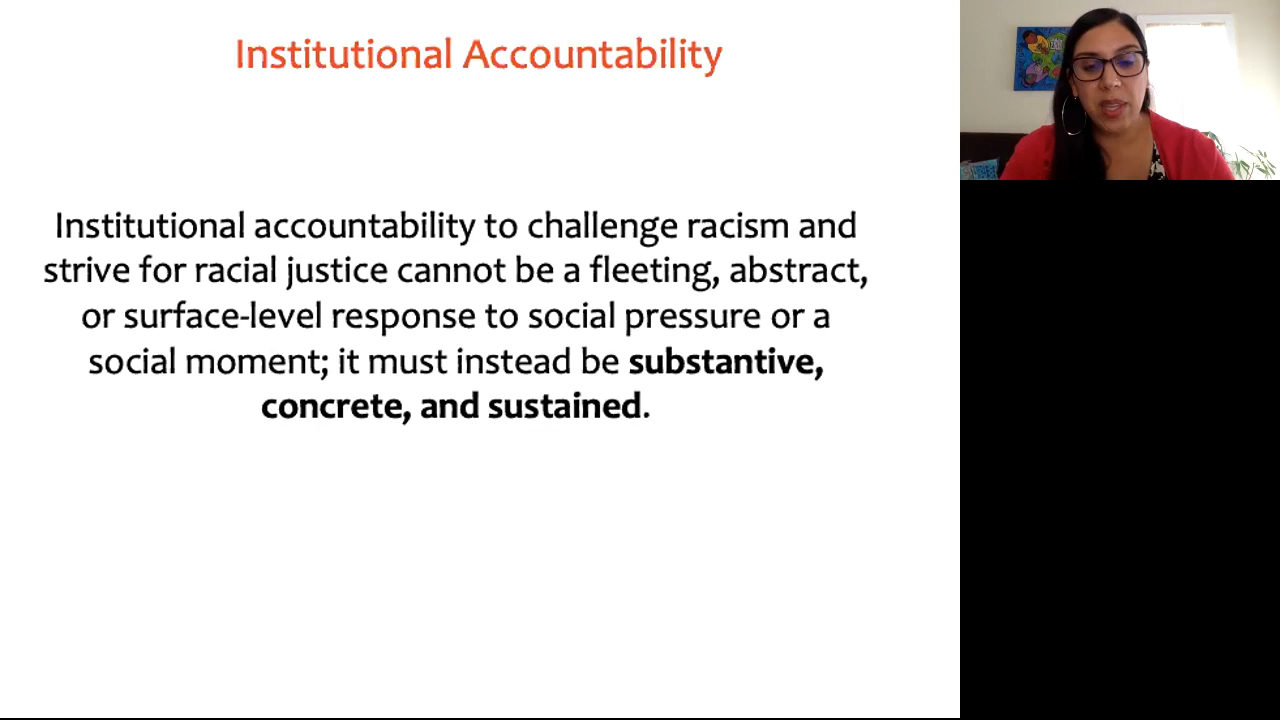 Institutional Accountability
Institutional accountability to challenge racism and
strive for racial justice cannot be a fleeting, abstract,
or surface-level response to social pressure or a
social moment; it must instead be substantive,
concrete, and sustained.